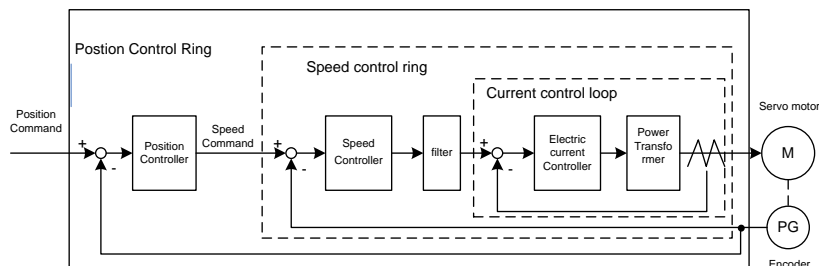 Postion Control Ring
Speed control ring
Current control loop
Position
Command
+
-
Position
Controller
Speed
Command
+
-
Speed
Controller
filter
+
-
Electric
current
Controller
Power
Transfo
rmer
Servo motor
M
PG
Encoder